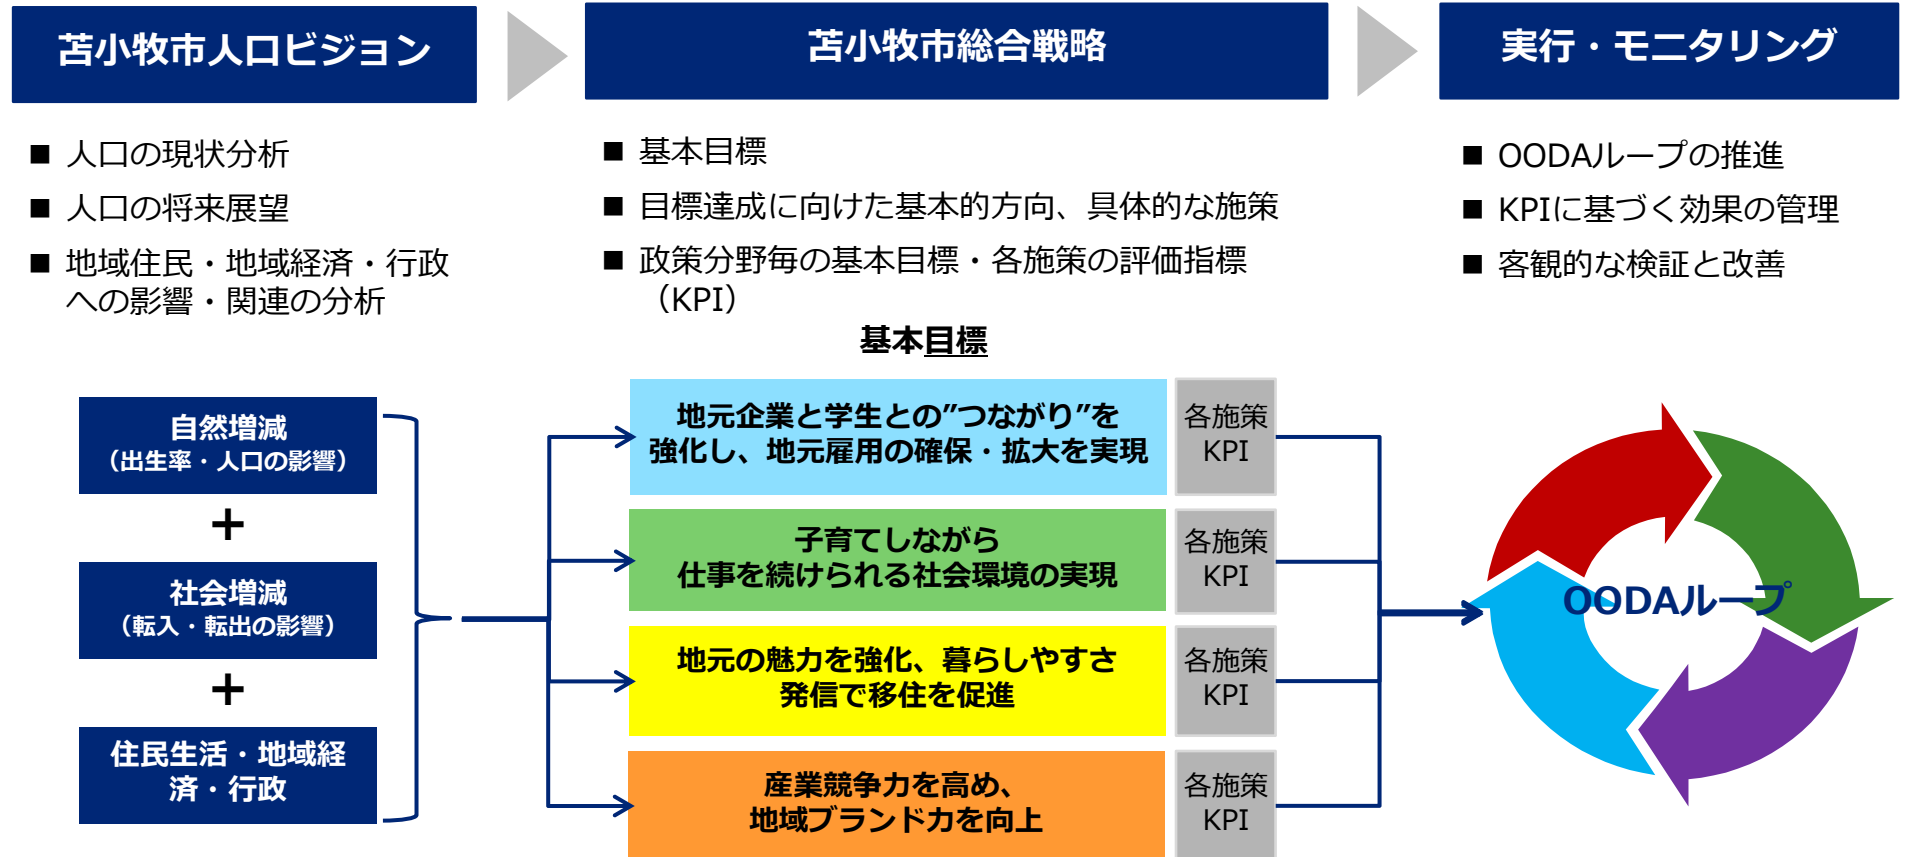 苫小牧市人口ビジョン
苫小牧市総合戦略
実行・モニタリング
■ 人口の現状分析
■ 人口の将来展望
■ 地域住民・地域経済・行政
への影響・関連の分析
■ 基本目標
■ 目標達成に向けた基本的方向、具体的な施策
■ 政策分野毎の基本目標・各施策の評価指標
（KPI）
■ OODAループの推進
■ KPIに基づく効果の管理
■ 客観的な検証と改善
基本目標
自然増減
（出生率・人口の影響）
+
社会増減
（転入・転出の影響）
+
住民生活・地域経
済・行政
地元企業と学生との”つながり”を
強化し、地元雇用の確保・拡大を実現
各施策
KPI
子育てしながら
仕事を続けられる社会環境の実現
各施策
KPI
地元の魅力を強化、暮らしやすさ
発信で移住を促進
各施策
KPI
産業競争力を高め、
地域ブランド力を向上
各施策
KPI
OODAループ